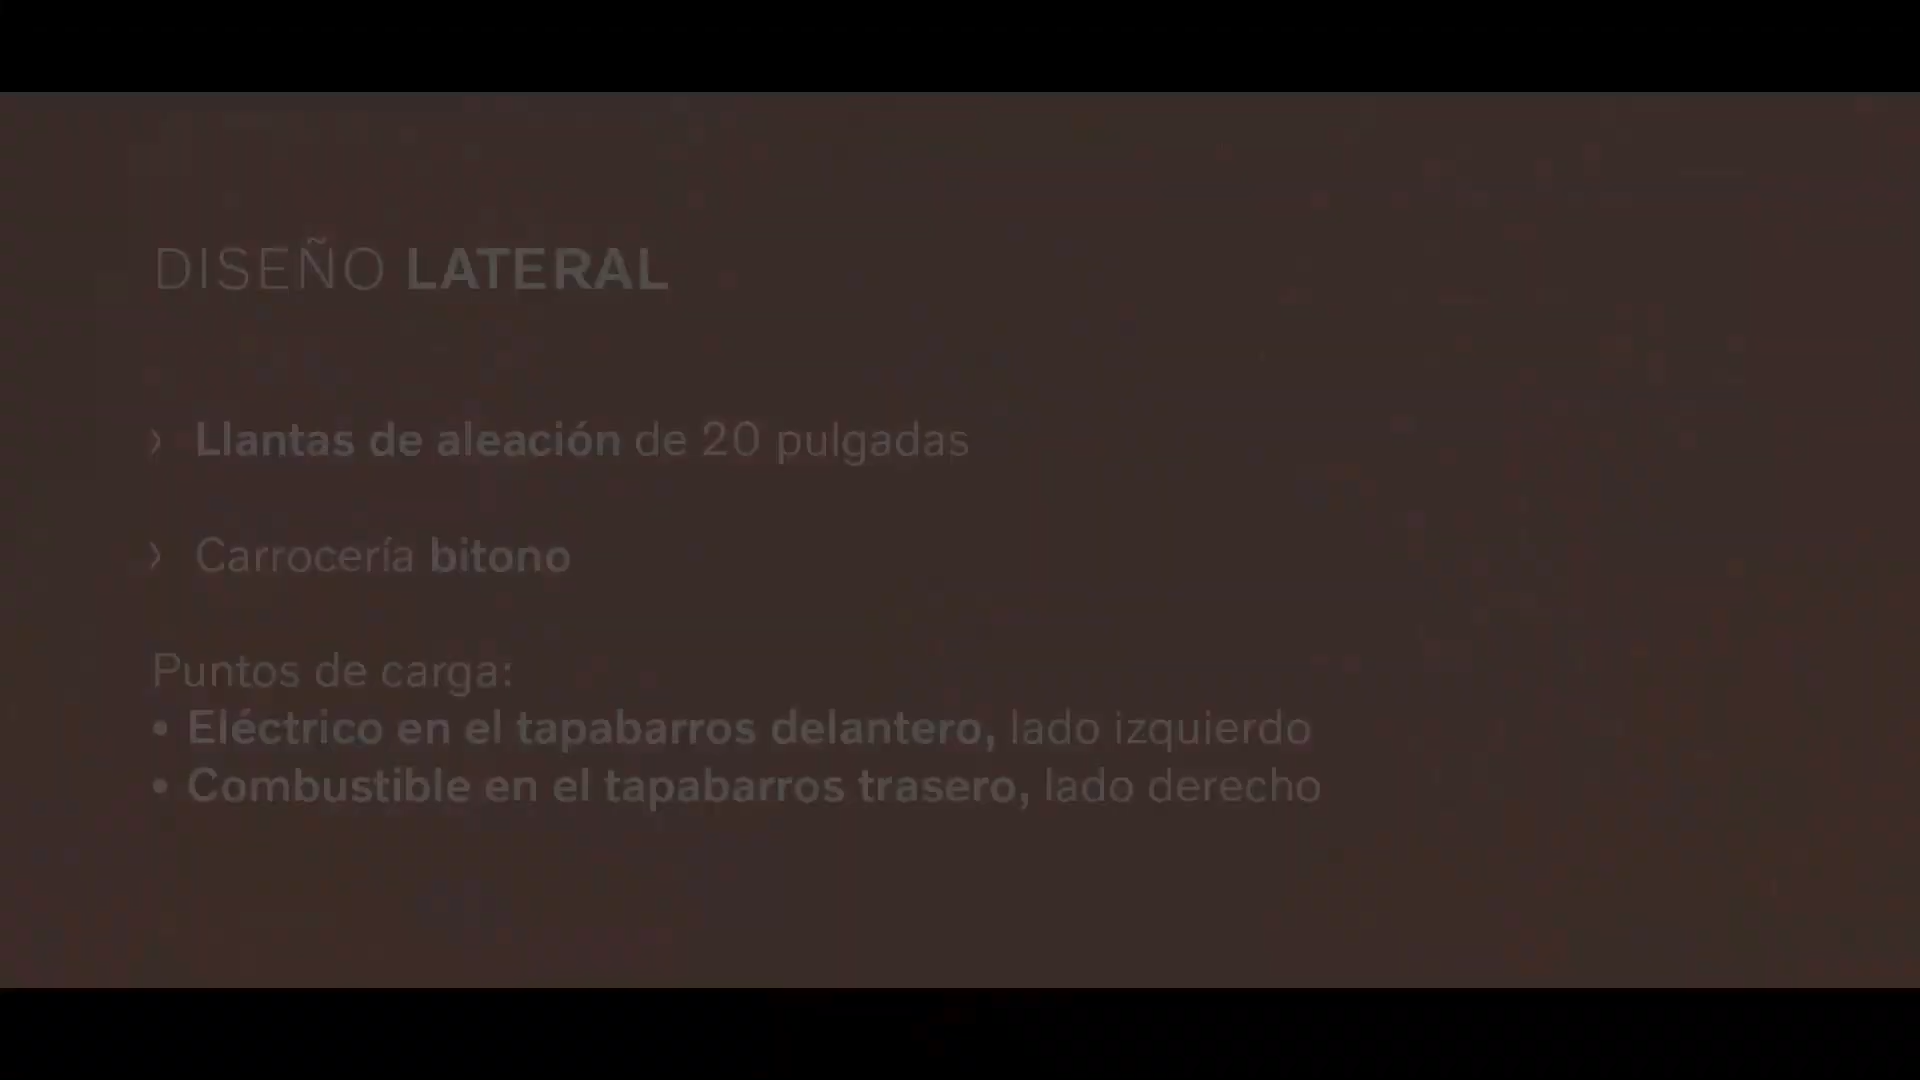 DISEÑO LATERAL
› Llantas de aleación de 20 pulgadas
› Carrocería bitono
Puntos de carga:
• Eléctrico en el tapabarros delantero, lado izquierdo
• Combustible en el tapabarros trasero, lado derecho